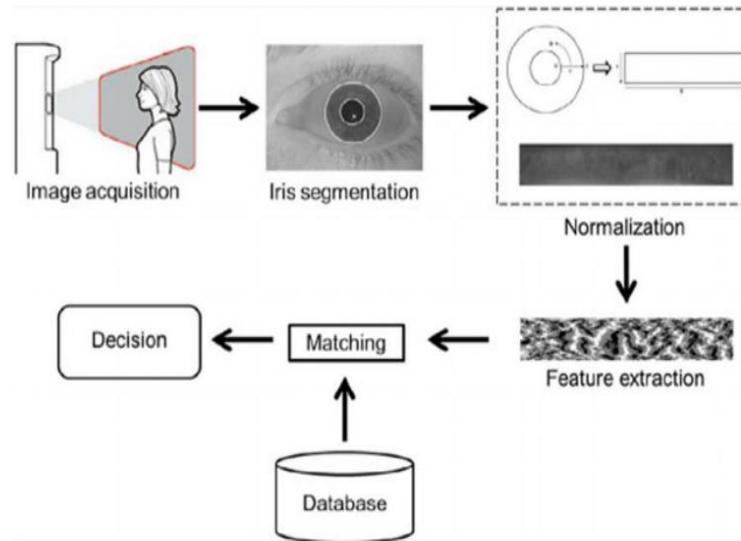 Image acquisition
Iris segmentation
Normalization
Feature extraction
Matching
Decision
Database